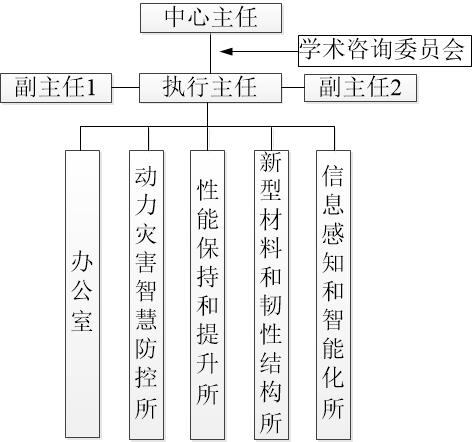 中心主任
学术咨询委员会
副主任1
执行主任
副主任2
办公室
动力灾害智慧防控所
性能保持和提升所
新型材料和韧性结构所
信息感知和智能化所